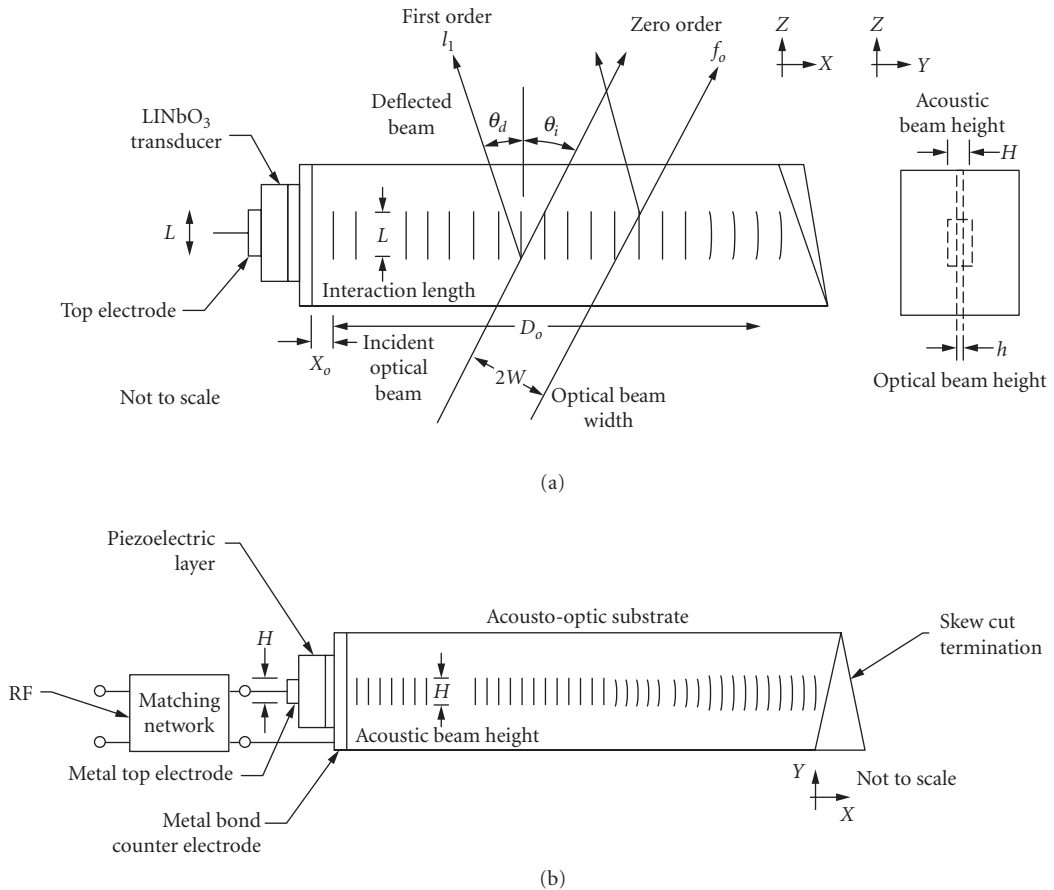 First order
l₁
Zero order
fₒ
Z
X
Z
Y
Deflected
beam
θd
θi
LINbO₃
transducer
Acoustic
beam height
H
L
L
Interaction length
Top electrode
Dₒ
Xₒ
Incident
optical
beam
2W
Optical beam
width
h
Optical beam height
Not to scale
(a)
Piezoelectric
layer
Acousto-optic substrate
Skew cut
termination
H
RF
Matching
network
H
Acoustic beam height
Metal top electrode
Metal bond
counter electrode
Y
X
Not to scale
(b)